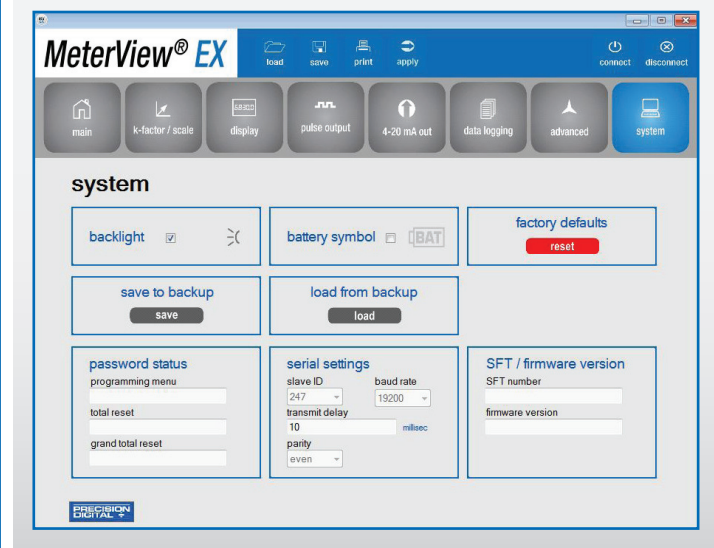 MeterView® EX
load save print apply connect disconnect
main k-factor / scale display pulse output 4-20 mA out data logging advanced system
system
backlight
battery symbol BAT
factory defaults
reset
save to backup
save
load from backup
load
password status
programming menu
total reset
grand total reset
serial settings
slave ID baud rate
247 19200
transmit delay
10 millisec
parity
even
SFT / firmware version
SFT number
firmware version
PRECISION
DIGITAL